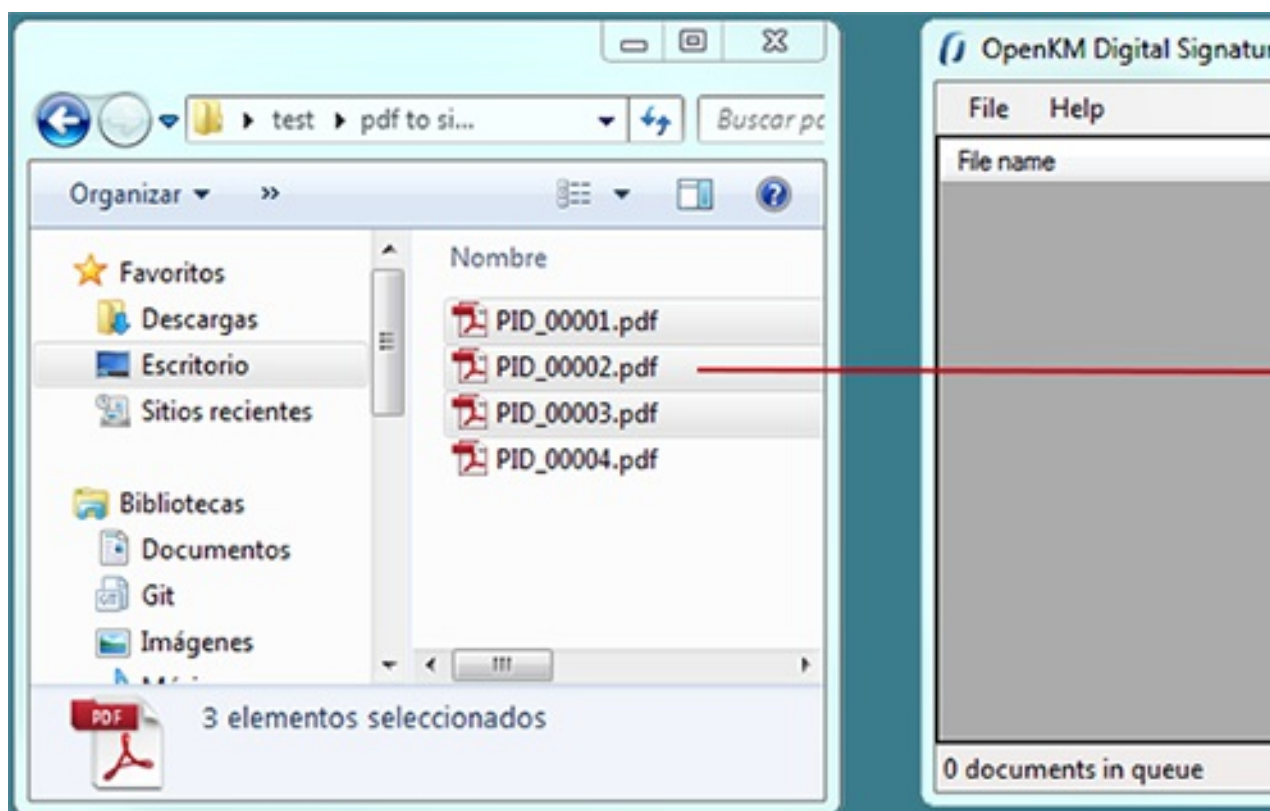 test ▸ pdf to si...
Buscar
Organizar
»
Favoritos
Descargas
Escritorio
Sitios recientes
Bibliotecas
Documentos
Git
Imágenes
Nombre
PID_00001.pdf
PID_00002.pdf
PID_00003.pdf
PID_00004.pdf
PDF
3 elementos seleccionados
OpenKM Digital Signatur
File Help
File name
0 documents in queue